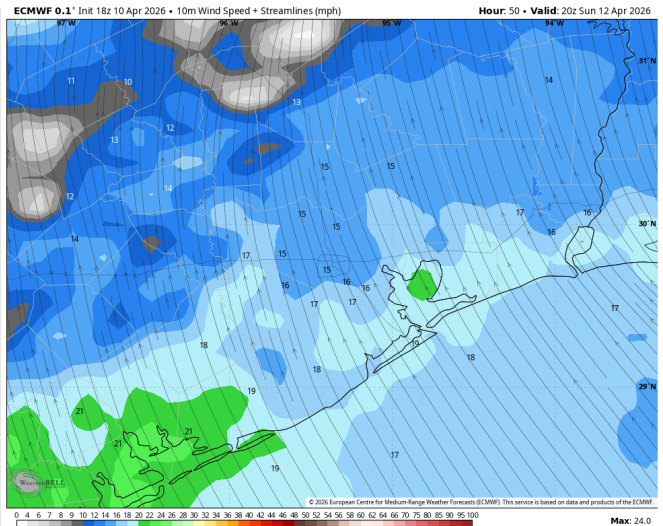 ECMWF 0.1° Init 18z 10 Apr 2026 • 10m Wind Speed + Streamlines (mph) Hour: 50 • Valid: 20z Sun 12 Apr 2026
97°W 96°W 95°W 94°W
31°N
11 10 14
13
12
13
15 15
14
12
15 17 16
30°N
15 16
14
17 15
15
16 16 16
17 17 17
18 19
18
18
29°N
19
21
21
21
17
19
WEATHERBELL
© 2026 European Centre for Medium-Range Weather Forecasts (ECMWF). This service is based on data and products of the ECMWF.
0 4 6 8 10 12 14 16 18 20 22 24 26 28 30 32 34 36 38 40 42 44 46 48 50 52 54 56 58 60 62 64 66 68 70 75 80 85 90 95 100
Max: 24.0